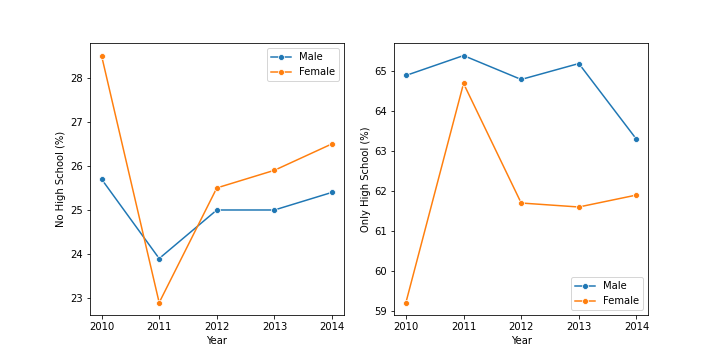 No High School (%)
28
27
26
25
24
23
2010 2011 2012 2013 2014
Year
Male
Female
Only High School (%)
65
64
63
62
61
60
59
2010 2011 2012 2013 2014
Year
Male
Female